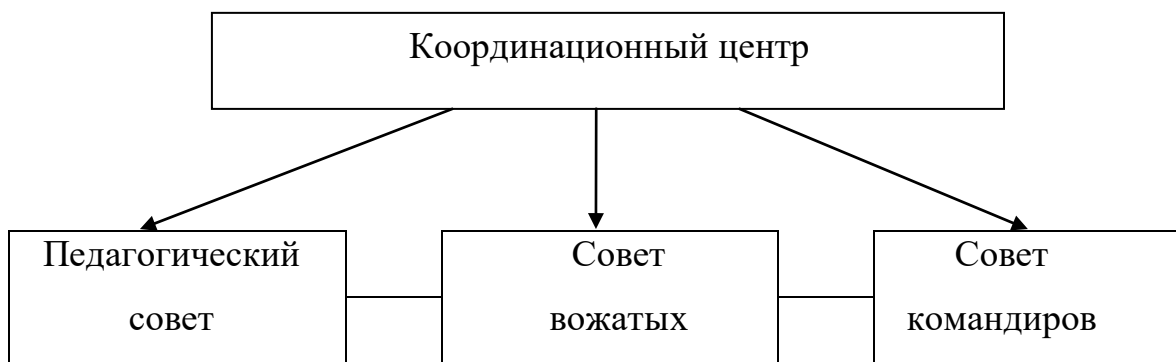 Координационный центр
Педагогический
совет
Совет
вожатых
Совет
командиров